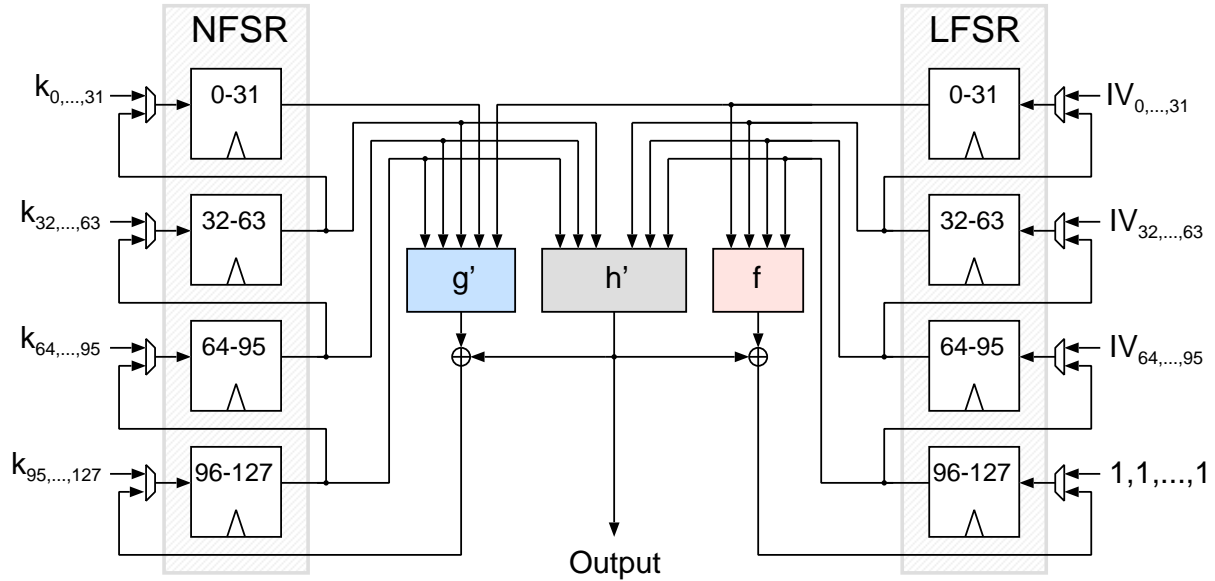 NFSR
LFSR
k0,...,31
0-31
0-31
IV0,...,31
k32,...,63
32-63
32-63
IV32,...,63
g’
h’
f
k64,...,95
64-95
64-95
IV64,...,95
k95,...,127
96-127
96-127
1,1,...,1
Output